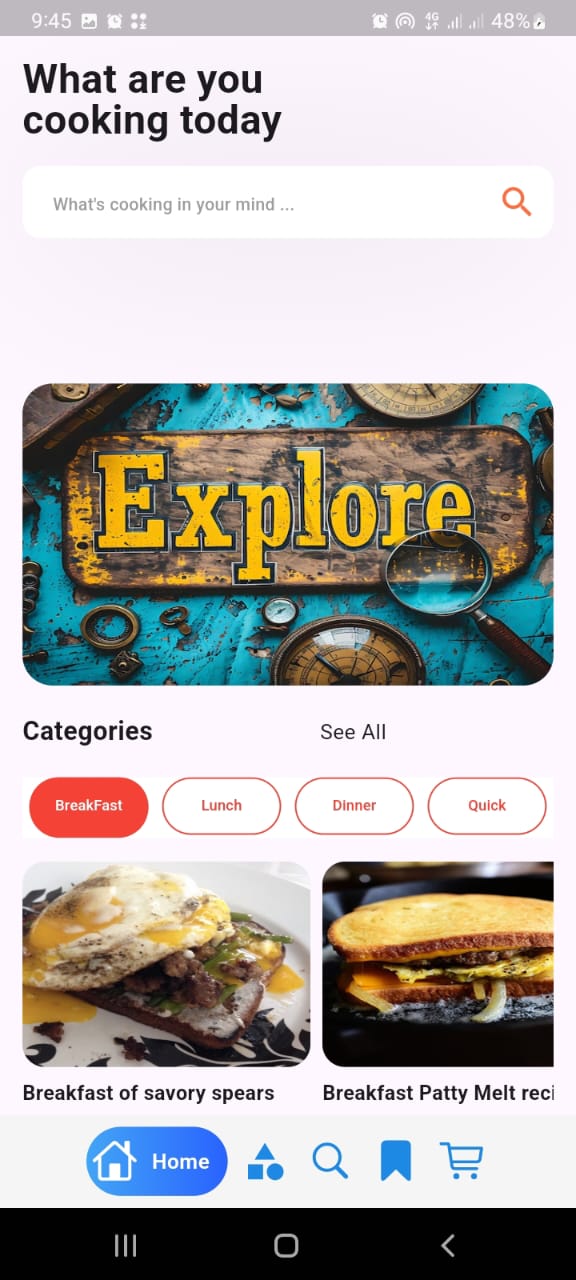 9:45
4G
48%
What are you
cooking today
What's cooking in your mind ...
Explore
Categories
See All
BreakFast
Lunch
Dinner
Quick
Breakfast of savory spears
Breakfast Patty Melt reci
Home